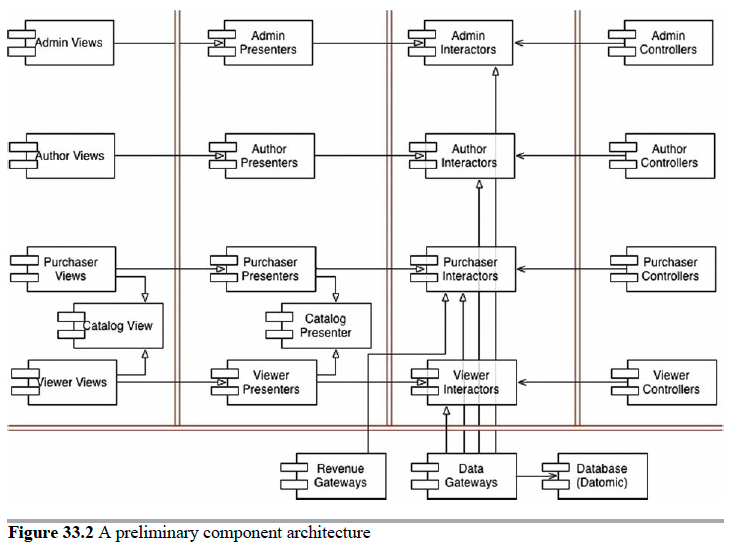 Admin Views
Admin
Presenters
Admin
Interactors
Admin
Controllers
Author Views
Author
Presenters
Author
Interactors
Author
Controllers
Purchaser
Views
Purchaser
Presenters
Purchaser
Interactors
Purchaser
Controllers
Catalog View
Catalog
Presenter
Viewer Views
Viewer
Presenters
Viewer
Interactors
Viewer
Controllers
Revenue
Gateways
Data
Gateways
Database
(Datomic)
Figure 33.2 A preliminary component architecture